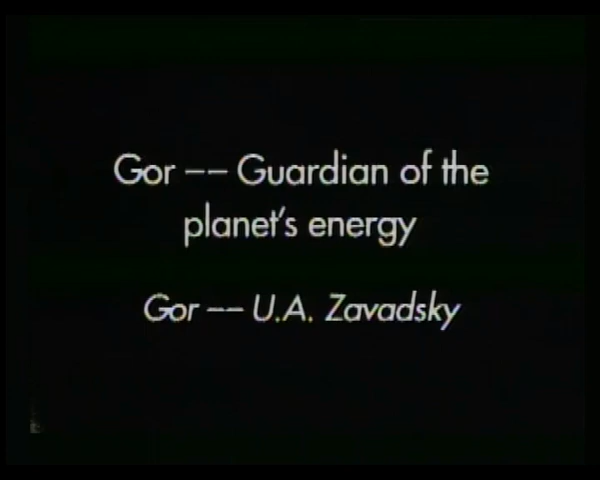 Gor -- Guardian of the
planet's energy
Gor -- U.A. Zavadsky